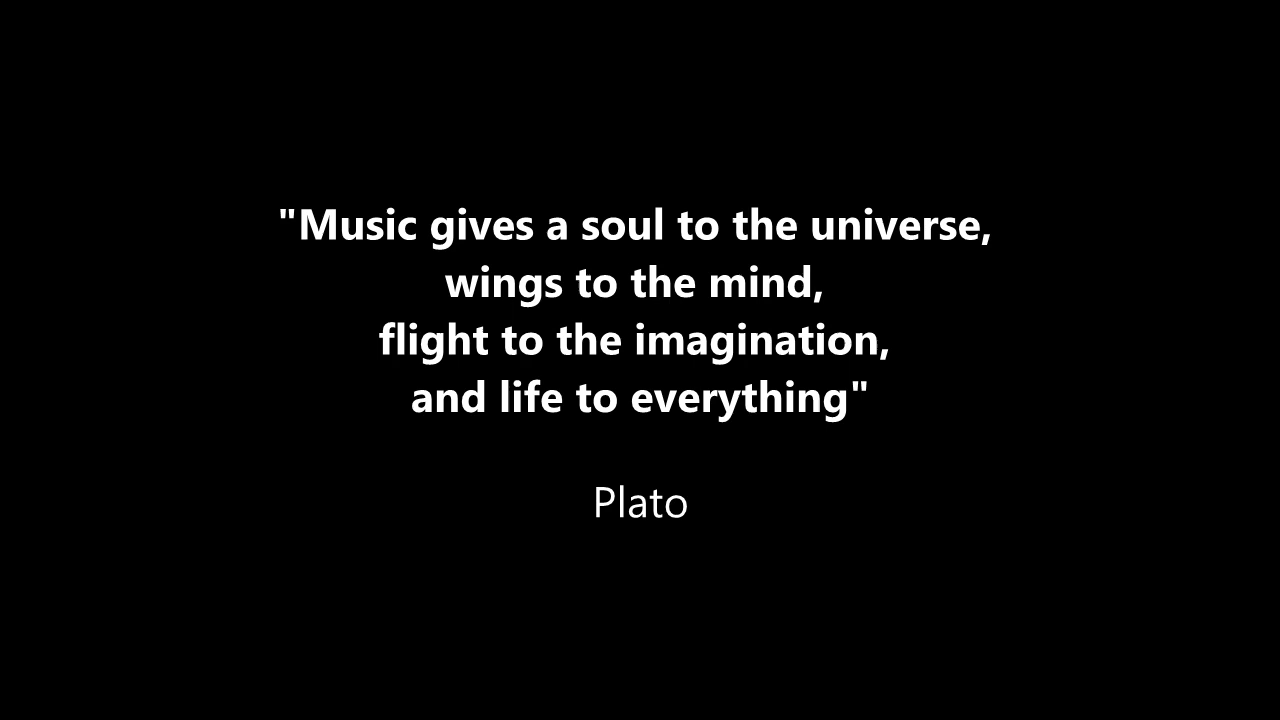 "Music gives a soul to the universe,
wings to the mind,
flight to the imagination,
and life to everything"
Plato